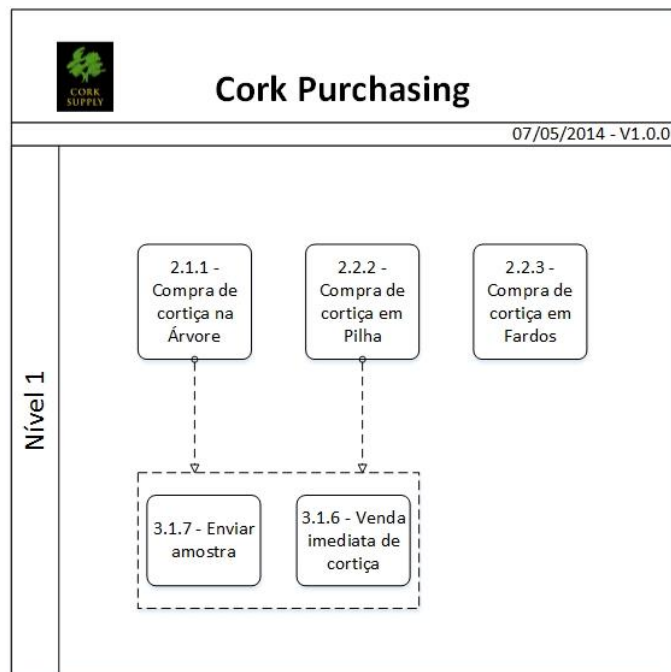 CORK
SUPPLY
Cork Purchasing
07/05/2014 - V1.0.0
Nível 1
2.1.1 -
Compra de
cortiça na
Árvore
2.2.2 -
Compra de
cortiça em
Pilha
2.2.3 -
Compra de
cortiça em
Fardos
3.1.7 - Enviar
amostra
3.1.6 - Venda
imediata de
cortiça